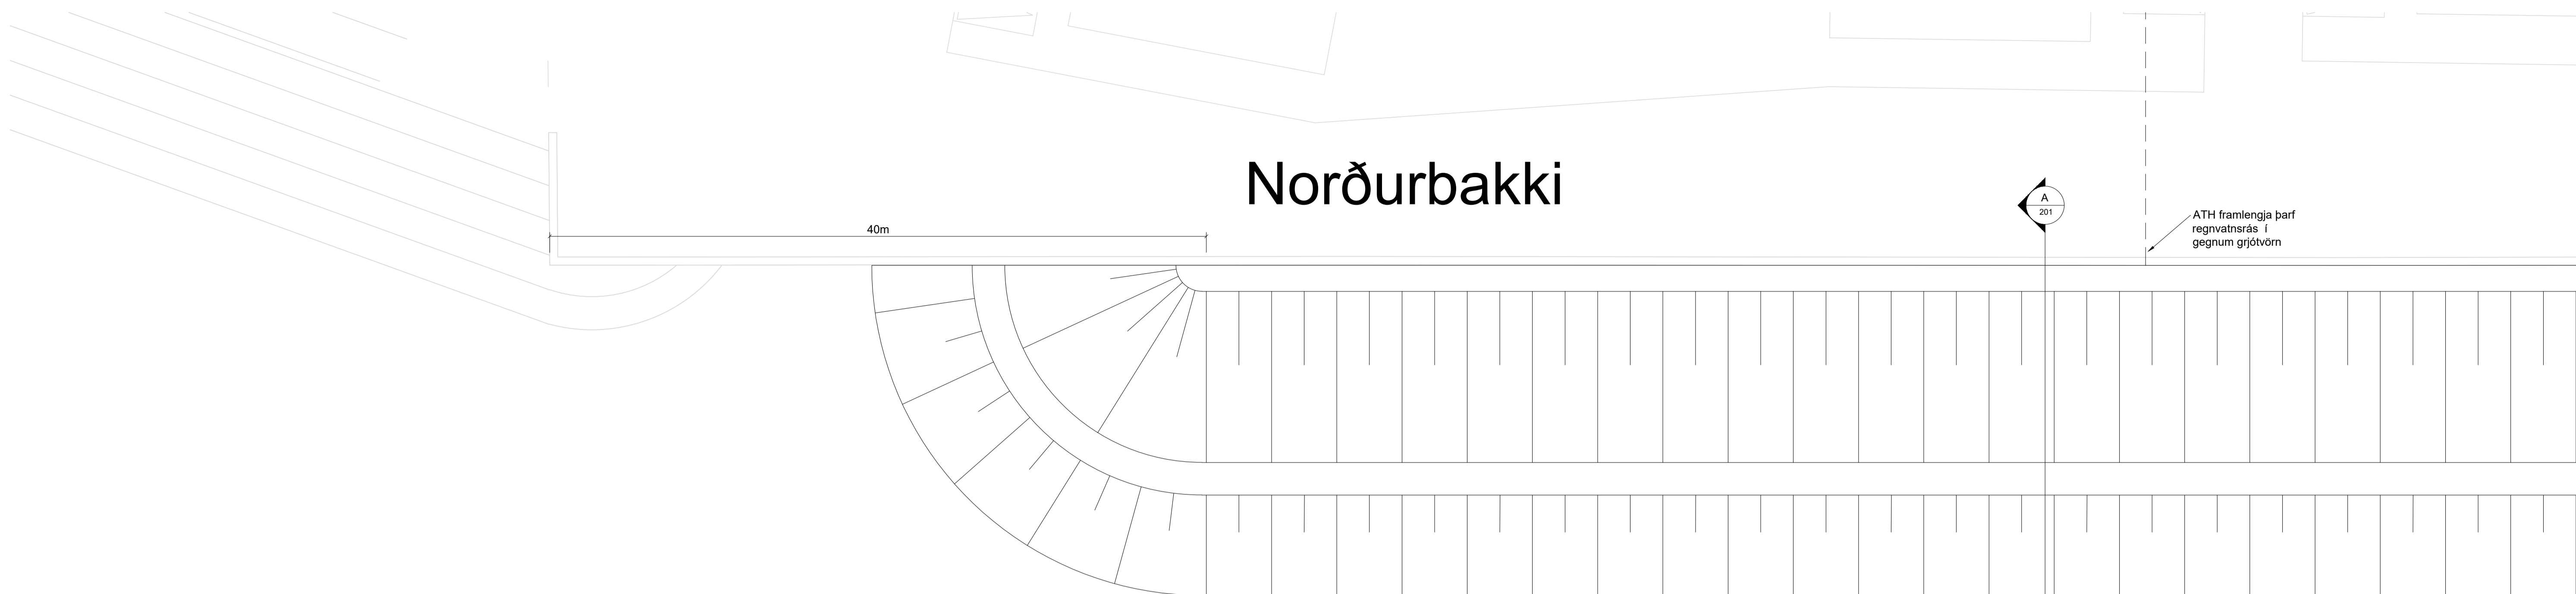 Norðurbakki
A
201
ATH framlengja þarf
regnvatnsrás í
gegnum grjótvörn
40m